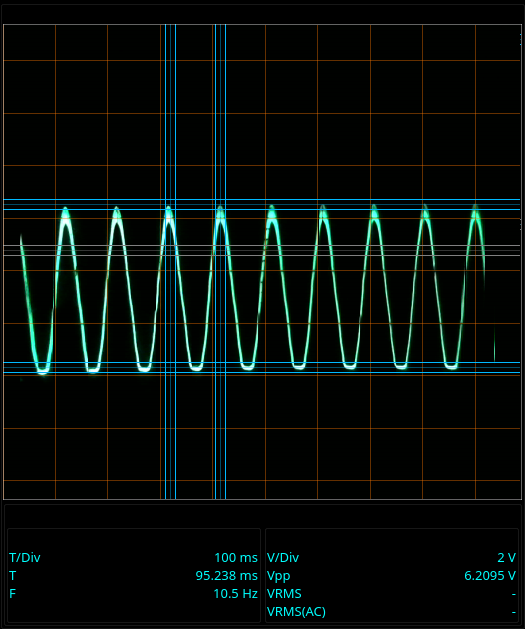 T/Div 100 ms V/Div 2 V
T 95.238 ms Vpp 6.2095 V
F 10.5 Hz VRMS -
VRMS(AC) -